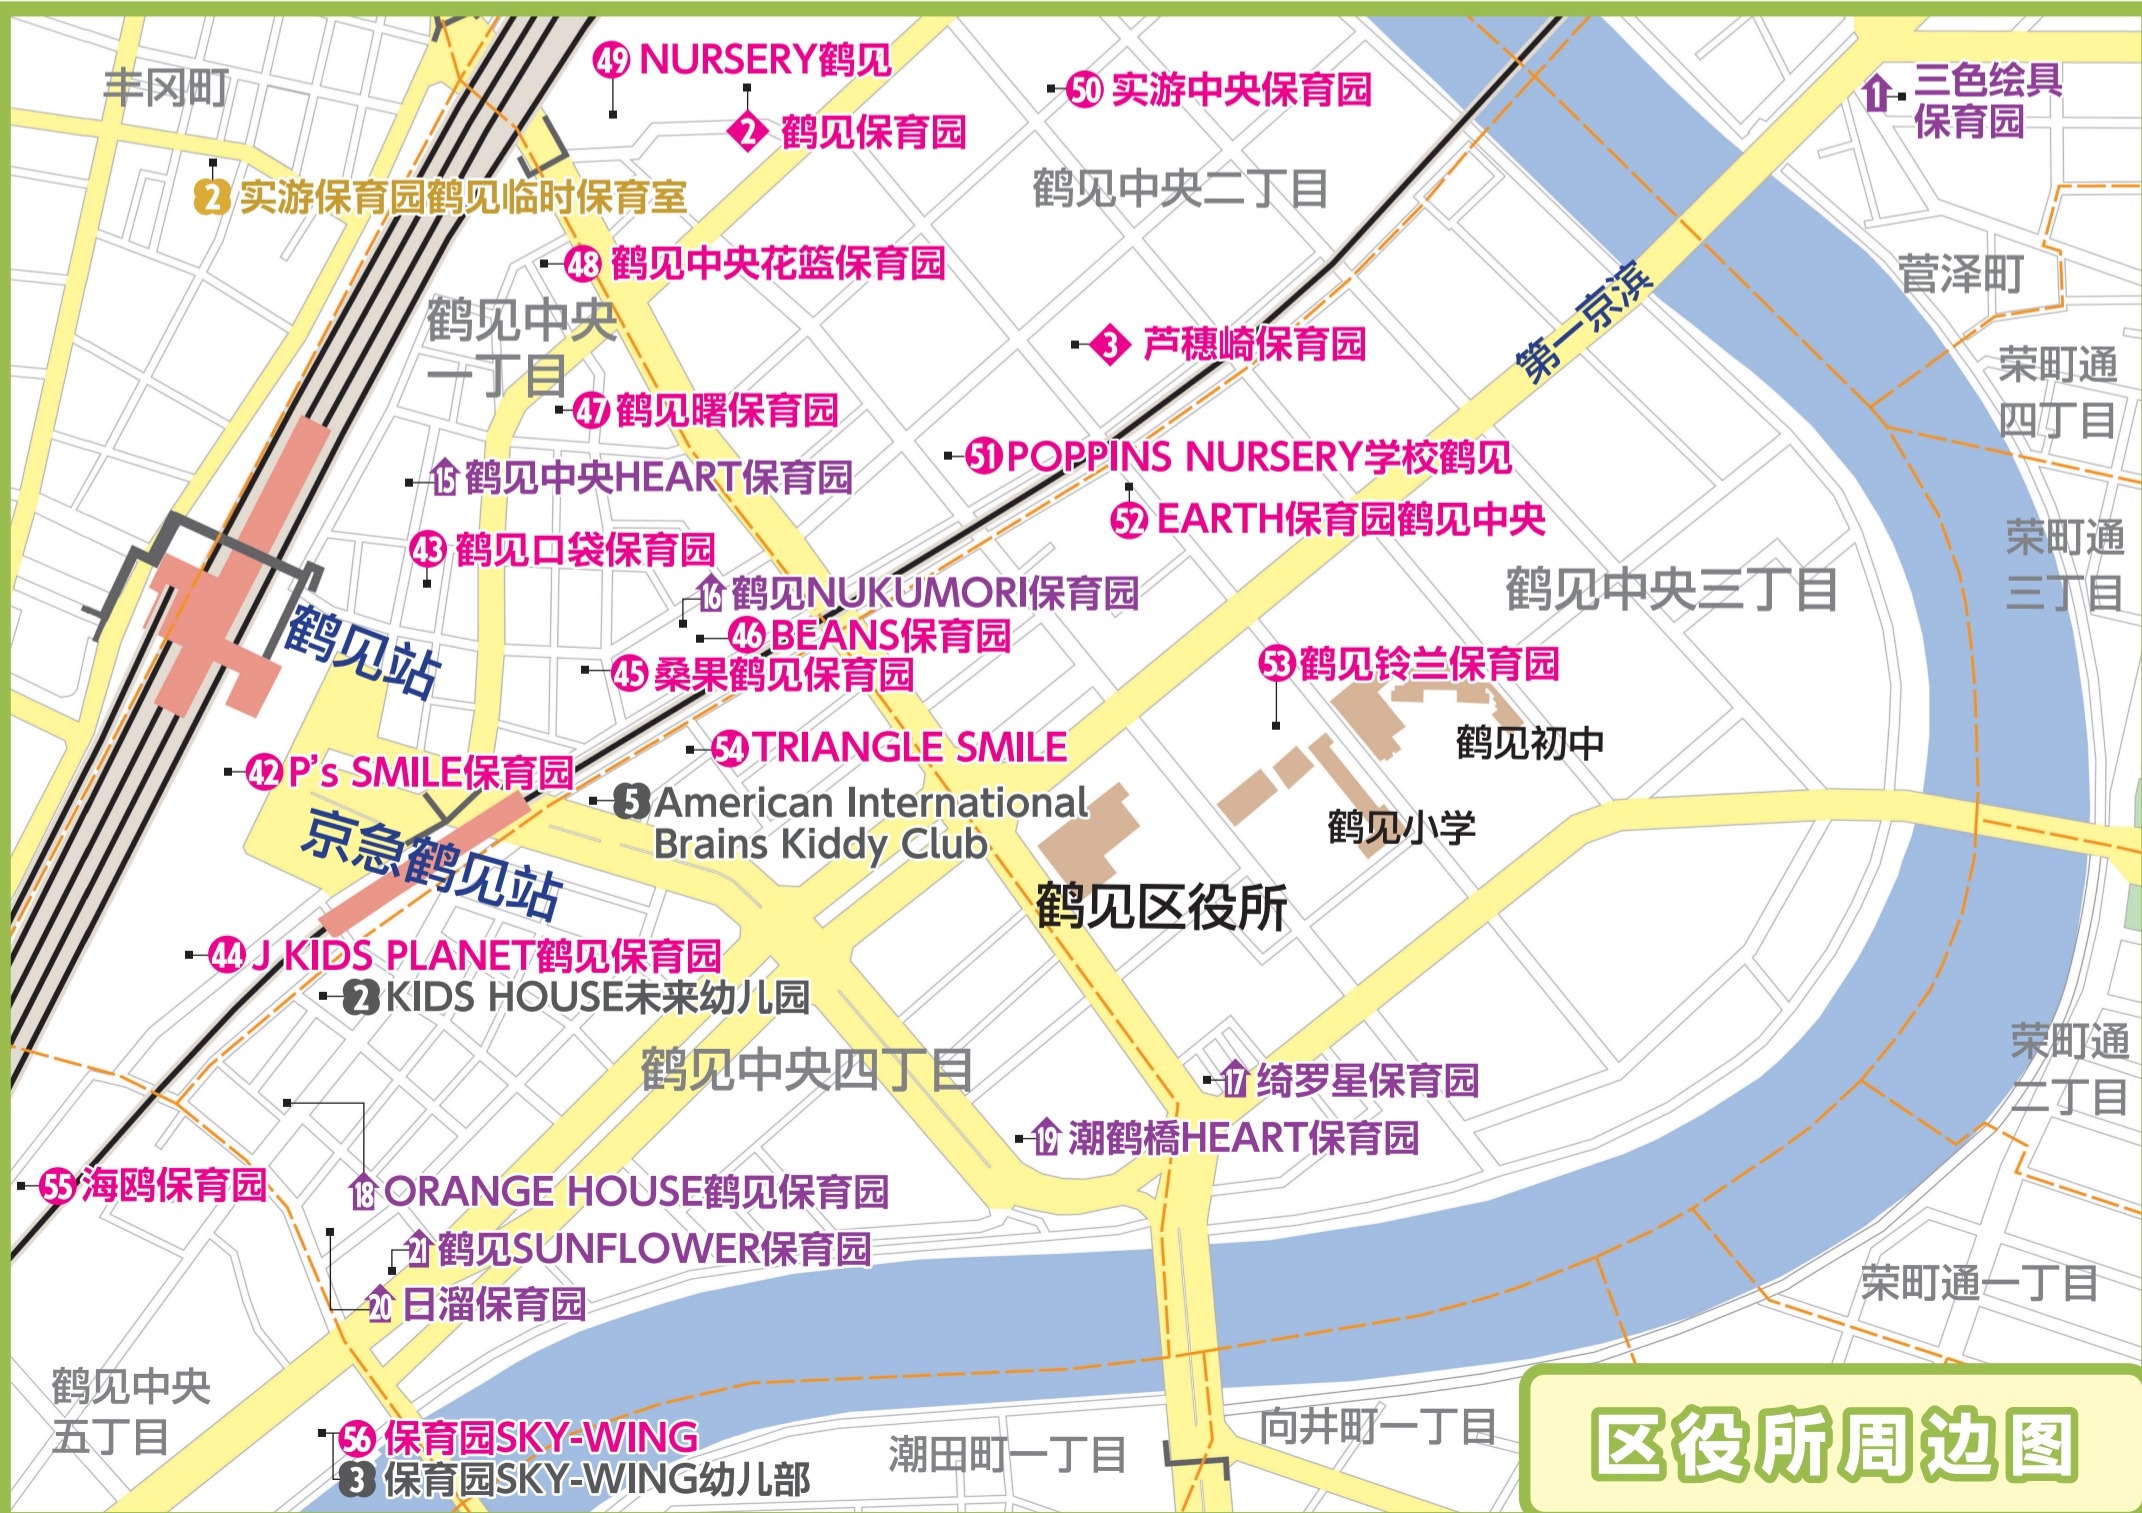 丰冈町
49 NURSERY鹤见
2 鹤见保育园
50 实游中央保育园
1 三色绘具
保育园
2 实游保育园鹤见临时保育室
鹤见中央二丁目
48 鹤见中央花篮保育园
菅泽町
第一京滨
鹤见中央
一丁目
3 芦穗崎保育园
荣町通
四丁目
47 鹤见曙保育园
51 POPPINS NURSERY学校鹤见
15 鹤见中央HEART保育园
52 EARTH保育园鹤见中央
荣町通
三丁目
43 鹤见口袋保育园
16 鹤见NUKUMORI保育园
鹤见中央三丁目
鹤见站
46 BEANS保育园
45 桑果鹤见保育园
53 鹤见铃兰保育园
54 TRIANGLE SMILE
鹤见初中
42 P's SMILE保育园
5 American International
Brains Kiddy Club
鹤见小学
京急鹤见站
鹤见区役所
44 J KIDS PLANET鹤见保育园
2 KIDS HOUSE未来幼儿园
鹤见中央四丁目
荣町通
二丁目
17 绮罗星保育园
19 潮鹤橋HEART保育园
55 海鸥保育园
18 ORANGE HOUSE鹤见保育园
21 鹤见SUNFLOWER保育园
20 日溜保育园
荣町通一丁目
鹤见中央
五丁目
56 保育园SKY-WING
3 保育园SKY-WING幼儿部
潮田町一丁目
向井町一丁目
区役所周边图